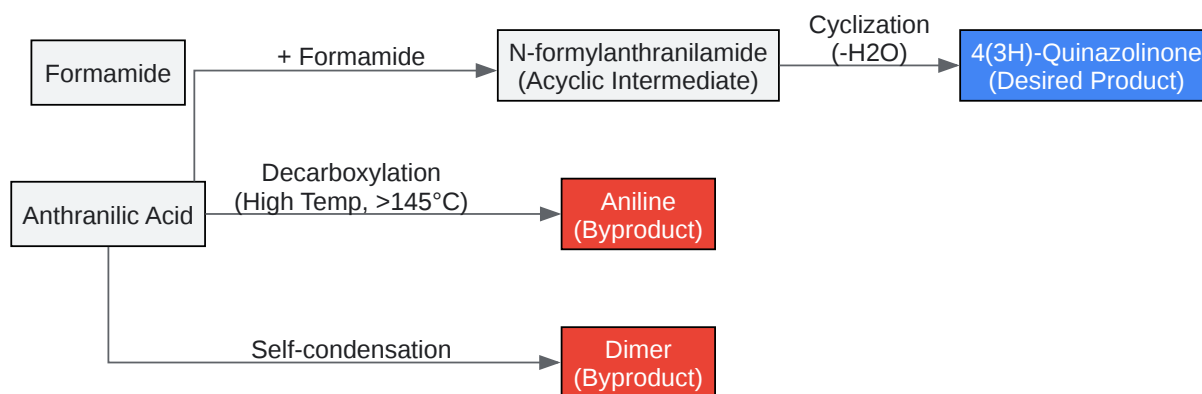 Formamide
+ Formamide
N-formylanthranilamide
(Acyclic Intermediate)
Cyclization
(-H2O)
4(3H)-Quinazolinone
(Desired Product)
Anthranilic Acid
Decarboxylation
(High Temp, >145°C)
Aniline
(Byproduct)
Self-condensation
Dimer
(Byproduct)